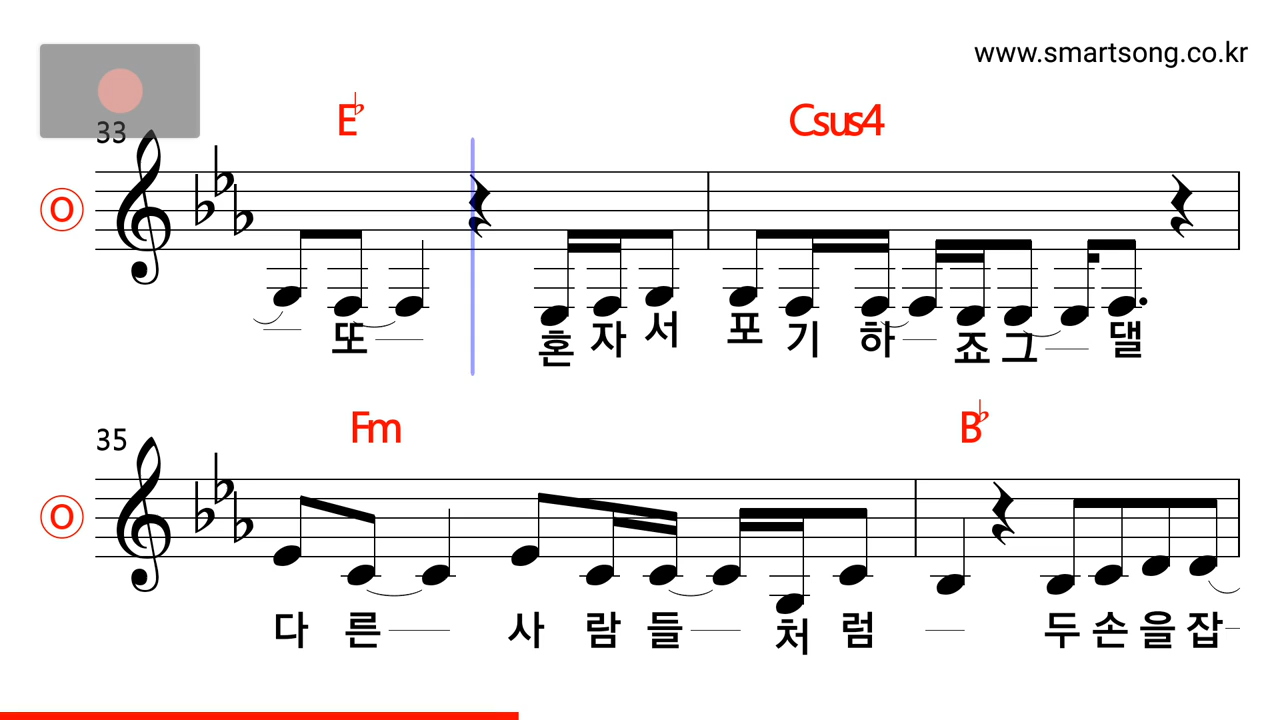 www.smartsong.co.kr
33
E♭ Csus4
O
또 혼 자 서 포 기 하 죠 그 댈
35
Fm B♭
O
다 른 사 람 들 처 럼 두 손 을 잡